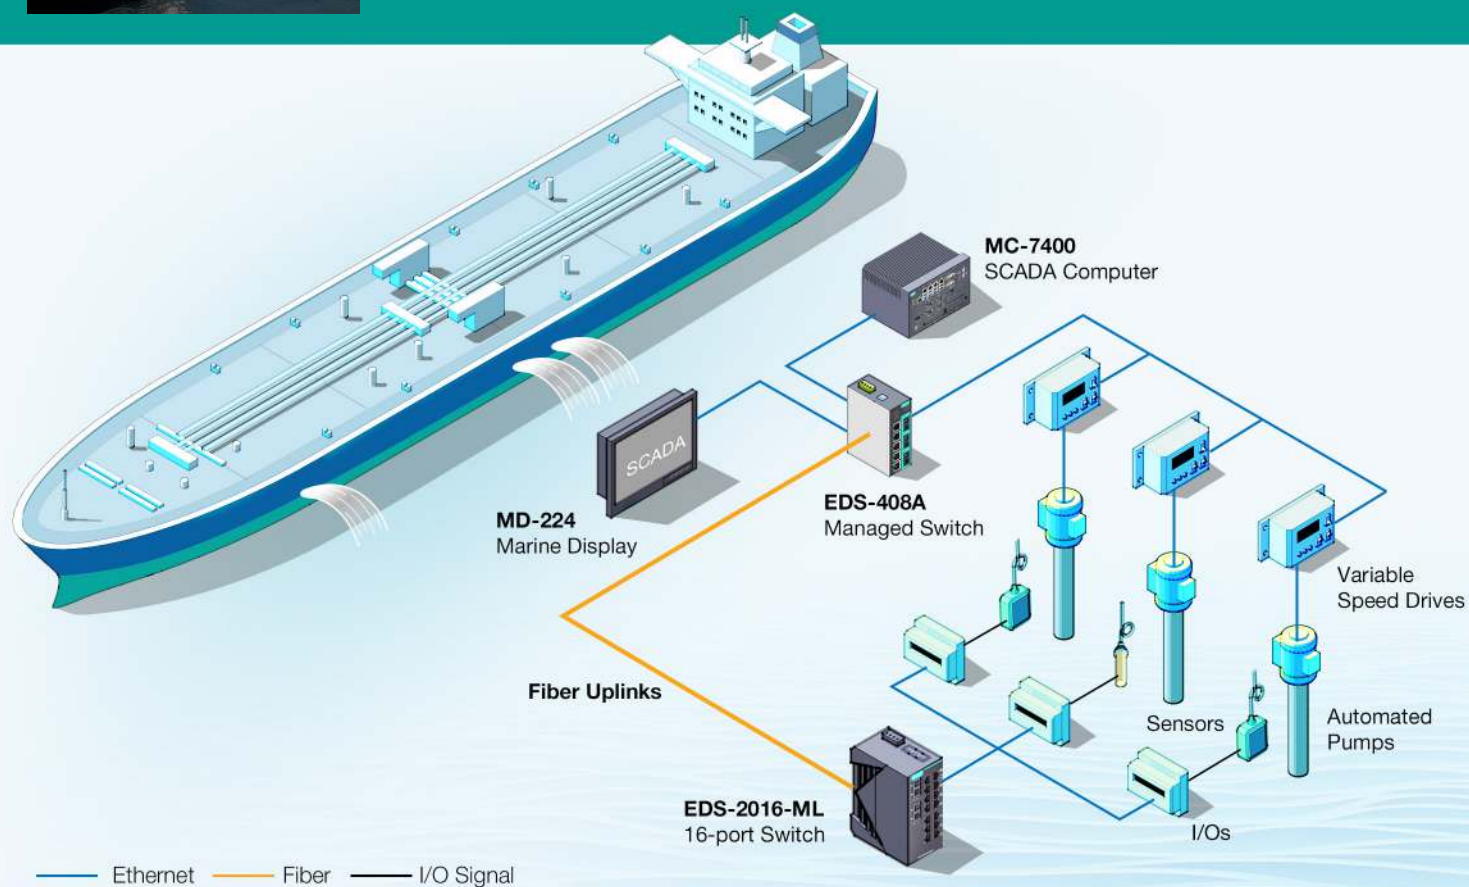 MC-7400
SCADA Computer
SCADA
MD-224
Marine Display
EDS-408A
Managed Switch
Variable
Speed Drives
Fiber Uplinks
Sensors
Automated
Pumps
EDS-2016-ML
16-port Switch
I/Os
Ethernet
Fiber
I/O Signal